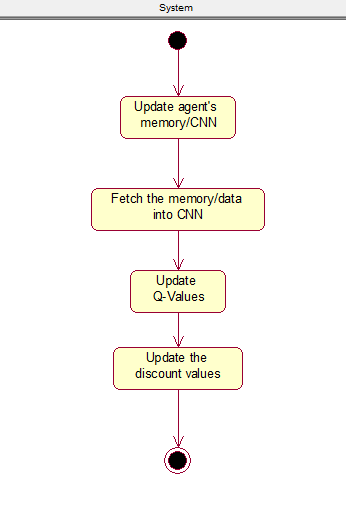 System
Update agent's
memory/CNN
Fetch the memory/data
into CNN
Update
Q-Values
Update the
discount values